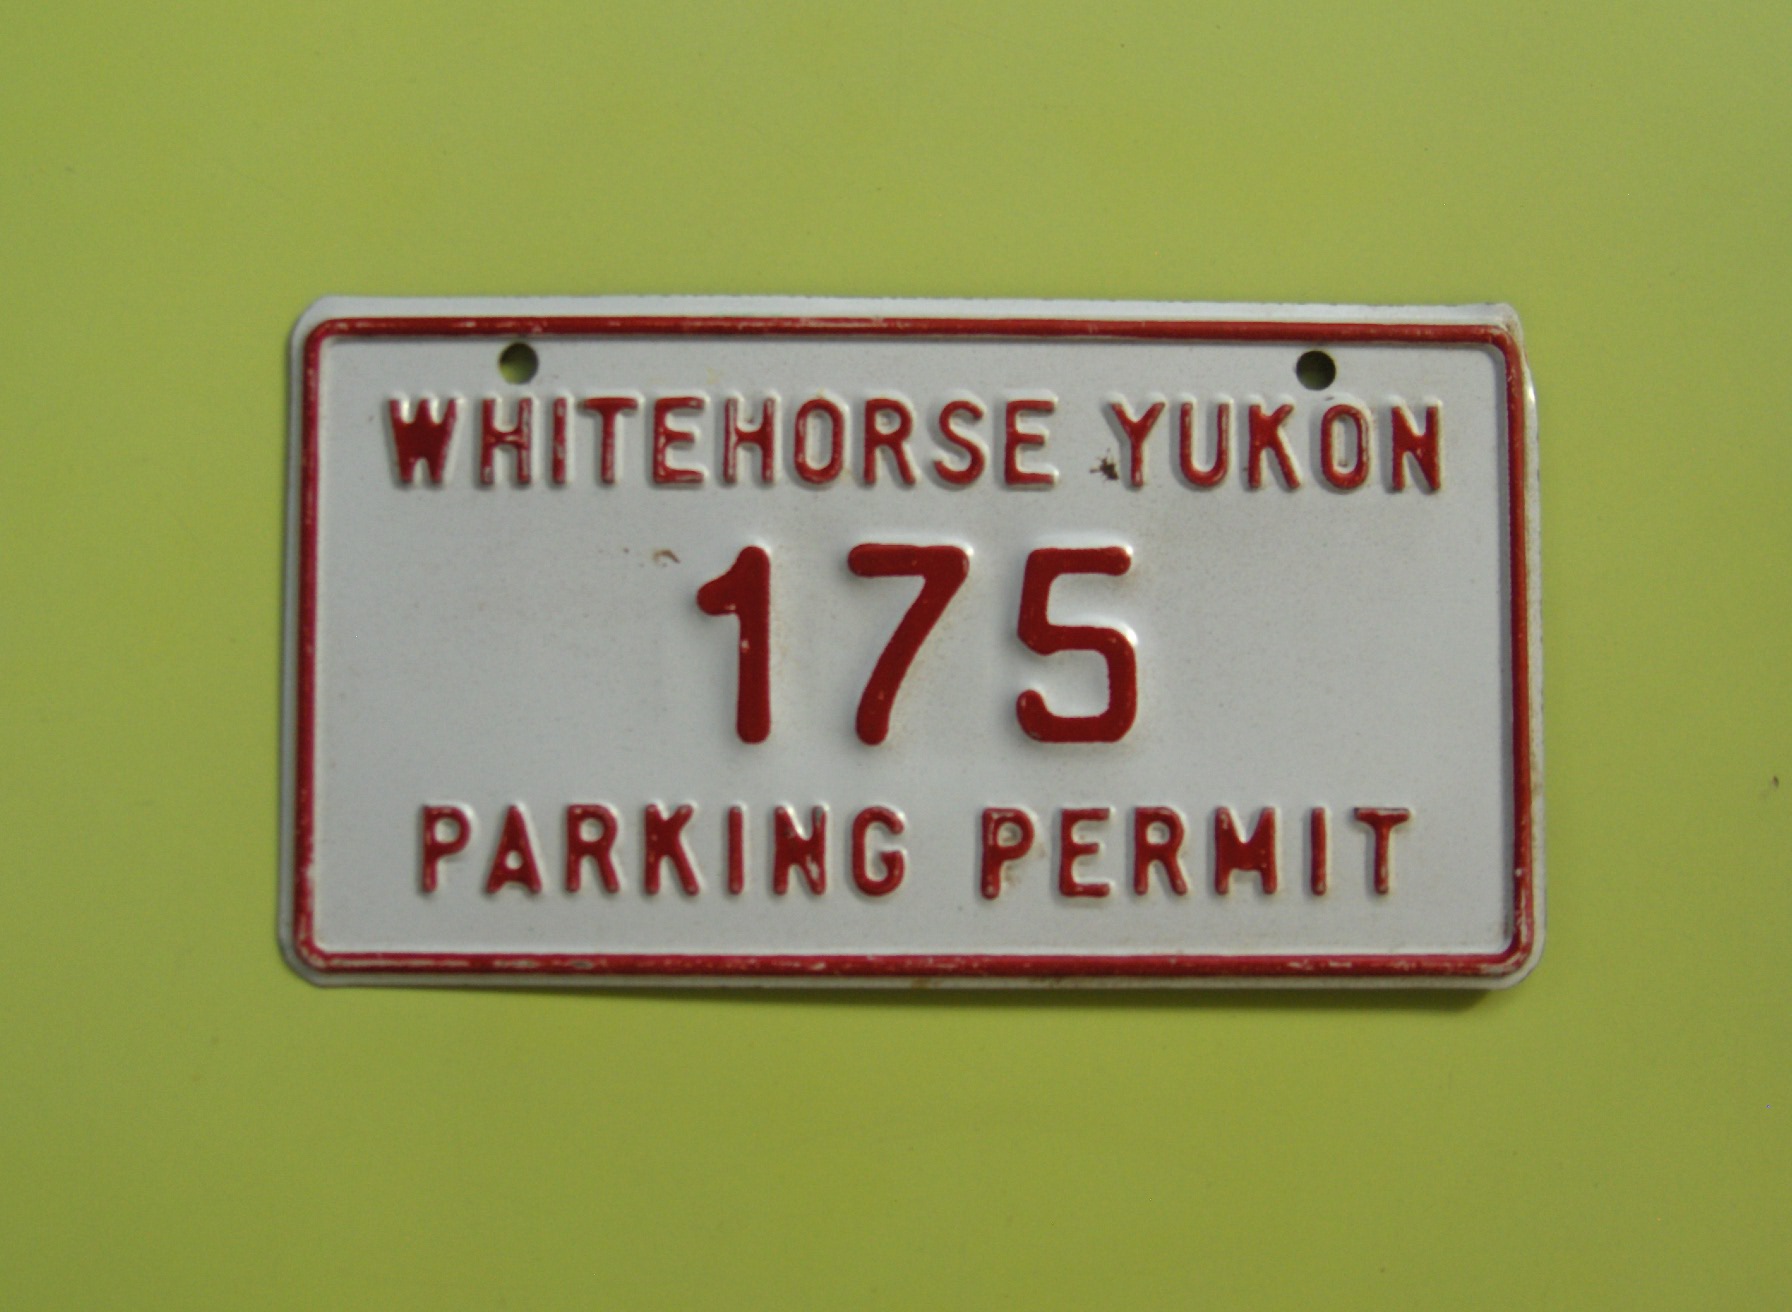 WHITEHORSE YUKON
175
PARKING PERMIT